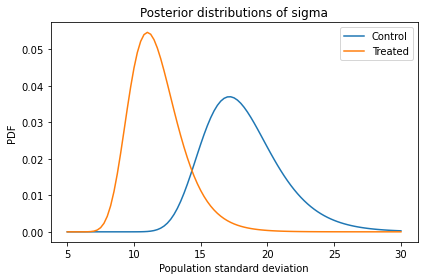 Posterior distributions of sigma
Control
Treated
0.05
0.04
0.03
0.02
0.01
0.00
PDF
5
10
15
20
25
30
Population standard deviation